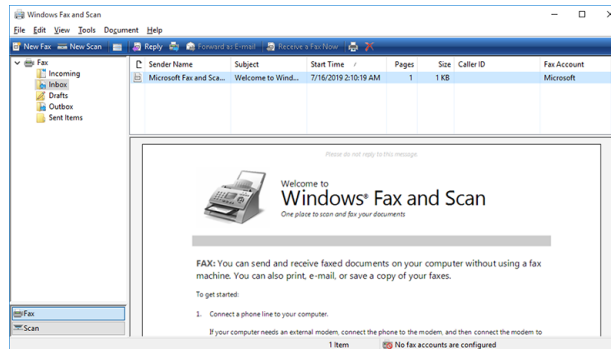 Windows Fax and Scan
File Edit View Tools Document Help
New Fax New Scan Reply Forward as E-mail Receive a Fax Now
Fax
Incoming
Inbox
Drafts
Outbox
Sent Items
Sender Name Subject Start Time Pages Size Caller ID Fax Account
Microsoft Fax and Sca... Welcome to Wind... 7/16/2019 2:10:19 AM 1 1 KB Microsoft
Please do not reply to this message.
Welcome to
Windows® Fax and Scan
One place to scan and fax your documents
FAX: You can send and receive faxed documents on your computer without using a fax
machine. You can also print, e-mail, or save a copy of your faxes.
To get started:
1. Connect a phone line to your computer.
If your computer needs an external modem, connect the phone to the modem, and then connect the modem to
Fax
Scan
1 Item No fax accounts are configured